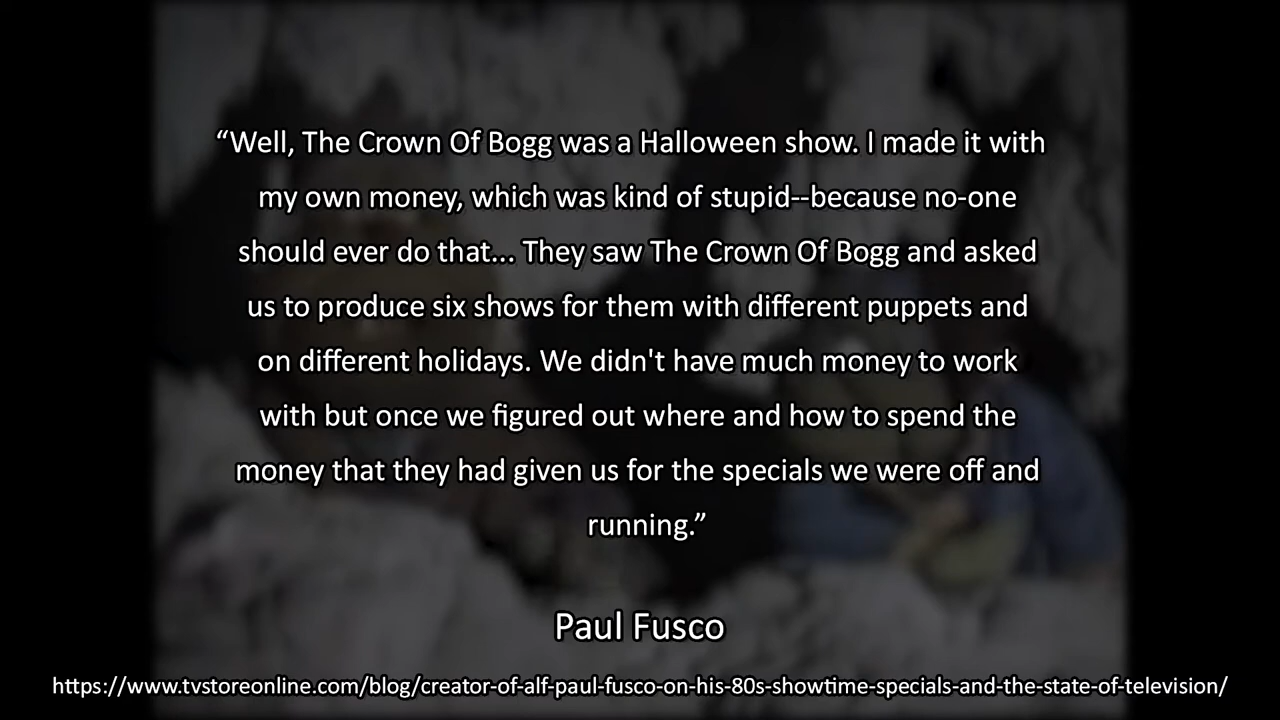 “Well, The Crown Of Bogg was a Halloween show. I made it with
my own money, which was kind of stupid--because no-one
should ever do that... They saw The Crown Of Bogg and asked
us to produce six shows for them with different puppets and
on different holidays. We didn't have much money to work
with but once we figured out where and how to spend the
money that they had given us for the specials we were off and
running.”
Paul Fusco
https://www.tvstoreonline.com/blog/creator-of-alf-paul-fusco-on-his-80s-showtime-specials-and-the-state-of-television/